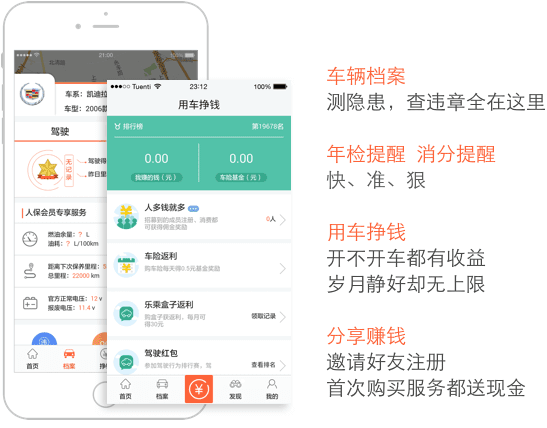 21:00
车系：凯迪拉
车型：2006款
驾驶
无记录
驾驶得
昨日里
人保会员专享服务
燃油余量：? L
油耗：? L/100km
距离下次保养里程：5
总里程：22000 km
官方正常电压：12 v
报废电压：11.4 v
首页
档案
挣
Tuenti
23:12
100%
用车挣钱
排行榜
第19678名
0.00
0.00
我赚的钱（元）
车险基金（元）
人多钱就多
招募到的成员注册、消费都
可获得佣金奖励
0人
车险返利
购车险每天得0.5元基金奖励
乐乘盒子返利
购盒子获返利，每月可
得30元
领取记录
驾驶红包
参加驾驶行为排行赛，驾
查看排名
首页
档案
¥
发现
我的
车辆档案
测隐患，查违章全在这里
年检提醒 消分提醒
快、准、狠
用车挣钱
开不开车都有收益
岁月静好却无上限
分享赚钱
邀请好友注册
首次购买服务都送现金